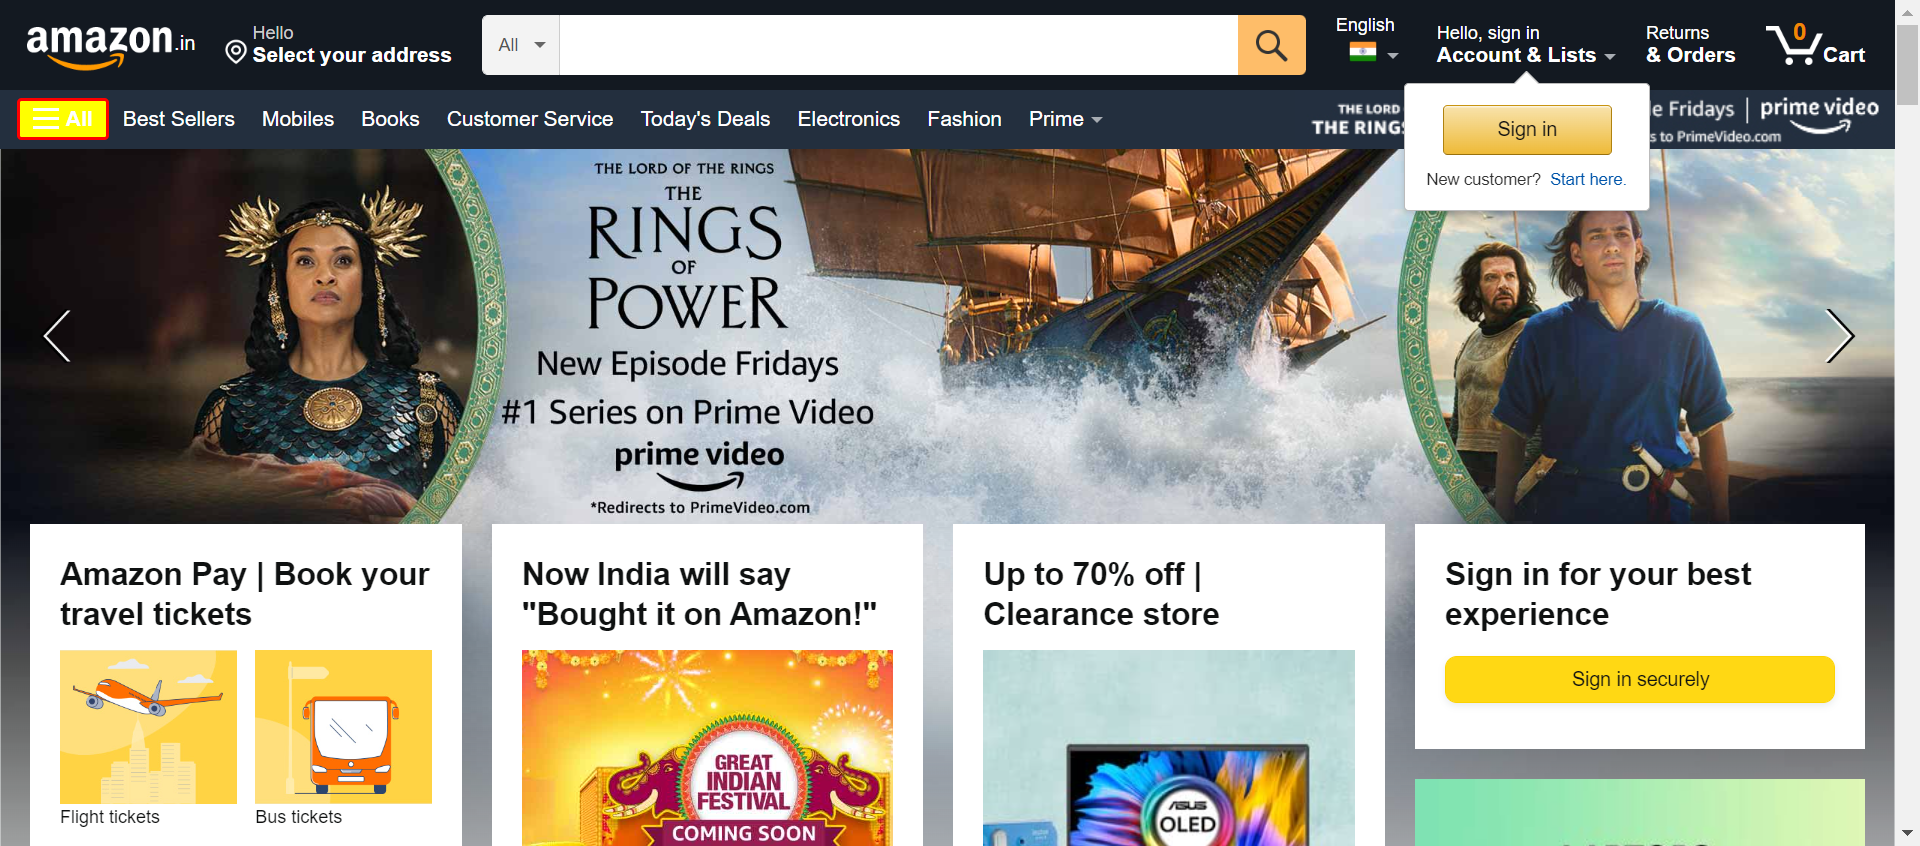 amazon.in
Hello
Select your address
All
English
Hello, sign in
Account & Lists
Returns
& Orders
0
Cart
All
Best Sellers
Mobiles
Books
Customer Service
Today's Deals
Electronics
Fashion
Prime
THE LORD
THE RINGS
Fridays
prime video
s to PrimeVideo.com
Sign in
New customer? Start here.
THE LORD OF THE RINGS
THE
RINGS
OF
POWER
New Episode Fridays
#1 Series on Prime Video
prime video
*Redirects to PrimeVideo.com
Amazon Pay | Book your
travel tickets
Flight tickets
Bus tickets
Now India will say
"Bought it on Amazon!"
GREAT
INDIAN
FESTIVAL
COMING SOON
Up to 70% off |
Clearance store
ASUS
OLED
Sign in for your best
experience
Sign in securely